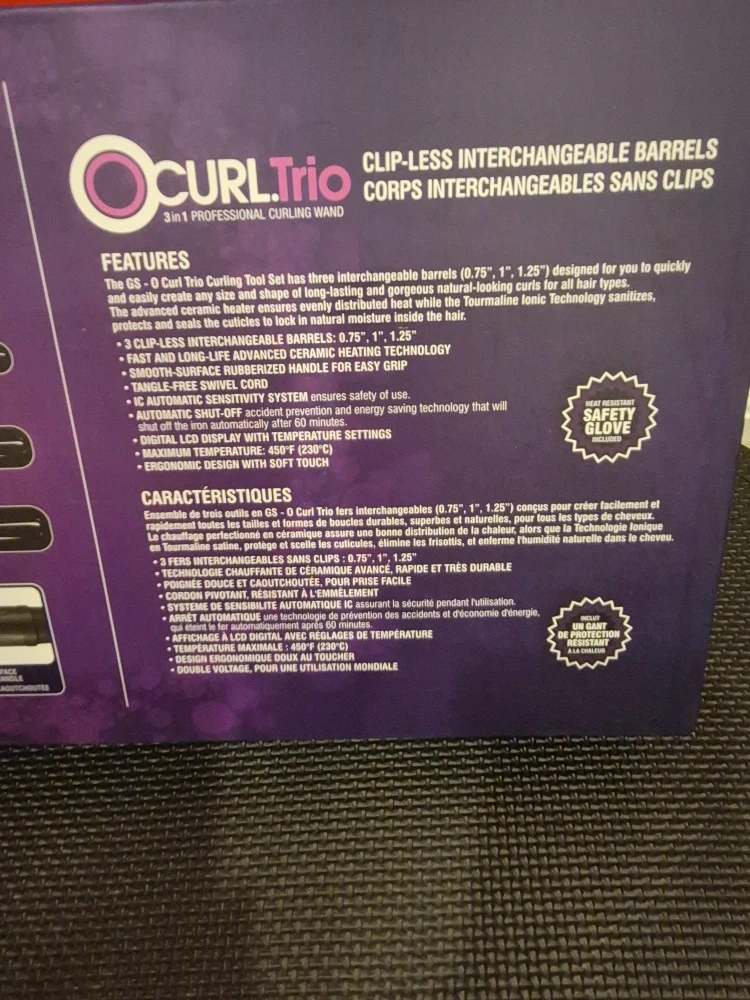 OCURL.Trio
3 in 1 PROFESSIONAL CURLING WAND
CLIP-LESS INTERCHANGEABLE BARRELS
CORPS INTERCHANGEABLES SANS CLIPS
FEATURES
The GS - O Curl Trio Curling Tool Set has three interchangeable barrels (0.75", 1", 1.25") designed for you to quickly
and easily create any size and shape of long-lasting and gorgeous natural-looking curls for all hair types.
The advanced ceramic heater ensures evenly distributed heat while the Tourmaline Ionic Technology sanitizes,
protects and seals the cuticles to lock in natural moisture inside the hair.
• 3 CLIP-LESS INTERCHANGEABLE BARRELS: 0.75", 1", 1.25"
• FAST AND LONG-LIFE ADVANCED CERAMIC HEATING TECHNOLOGY
• SMOOTH-SURFACE RUBBERIZED HANDLE FOR EASY GRIP
• TANGLE-FREE SWIVEL CORD
• IC AUTOMATIC SENSITIVITY SYSTEM ensures safety of use.
• AUTOMATIC SHUT-OFF accident prevention and energy saving technology that will
shut off the iron automatically after 60 minutes.
• DIGITAL LCD DISPLAY WITH TEMPERATURE SETTINGS
• MAXIMUM TEMPERATURE: 450°F (230°C)
• ERGONOMIC DESIGN WITH SOFT TOUCH
HEAT RESISTANT
SAFETY
GLOVE
INCLUDED
CARACTÉRISTIQUES
Ensemble de trois outils en GS - O Curl Trio fers interchangeables (0.75", 1", 1.25") conçus pour créer facilement et
rapidement toutes les tailles et formes de boucles durables, superbes et naturelles, pour tous les types de cheveux.
Le chauffage perfectionné en céramique assure une bonne distribution de la chaleur, alors que la Technologie Ionique
en Tourmaline satine, protège et scelle les cuticules, élimine les frisottis, et enferme l'humidité naturelle dans le cheveu.
• 3 FERS INTERCHANGEABLES SANS CLIPS : 0.75", 1", 1.25"
• TECHNOLOGIE CHAUFFANTE DE CÉRAMIQUE AVANCÉ, RAPIDE ET TRÈS DURABLE
• POIGNÉE DOUCE ET CAOUTCHOUTÉE, POUR PRISE FACILE
• CORDON PIVOTANT, RÉSISTANT À L'EMMÊLEMENT
• SYSTEME DE SENSIBILITE AUTOMATIQUE IC assurant la sécurité pendant l'utilisation.
• ARRÊT AUTOMATIQUE une technologie de prévention des accidents et d'économie d'énergie,
qui éteint le fer automatiquement après 60 minutes.
• AFFICHAGE À LCD DIGITAL AVEC RÉGLAGES DE TEMPÉRATURE
• TEMPÉRATURE MAXIMALE : 450°F (230°C)
• DESIGN ERGONOMIQUE DOUX AU TOUCHER
• DOUBLE VOLTAGE, POUR UNE UTILISATION MONDIALE
INCLUT
UN GANT
DE PROTECTION
RÉSISTANT
À LA CHALEUR